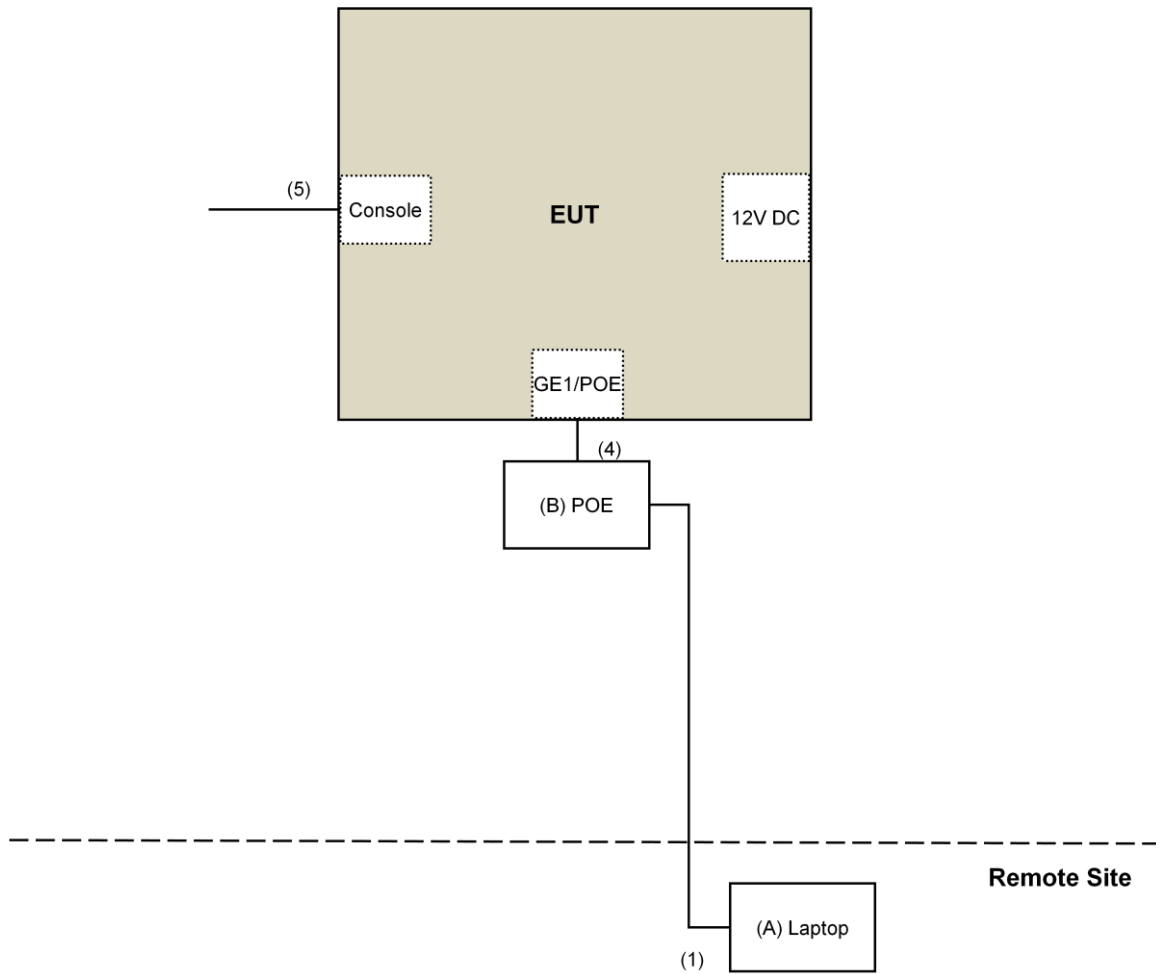 (5)
Console
EUT
12V DC
GE1/POE
(4)
(B) POE
Remote Site
(A) Laptop
(1)